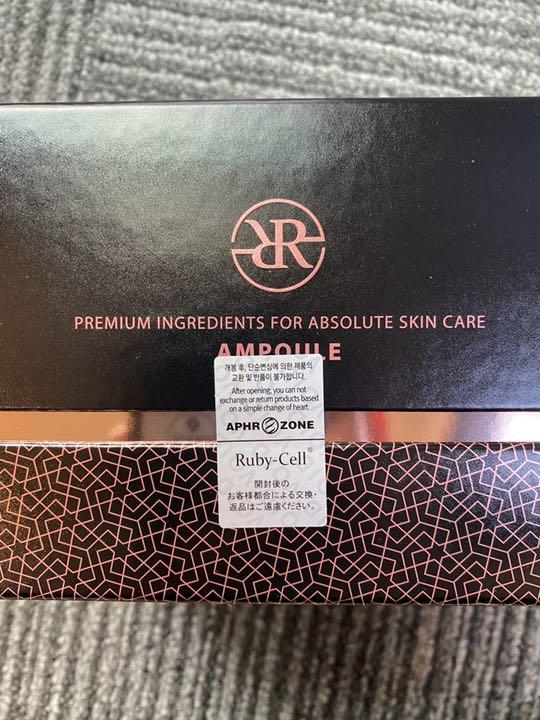 RR
PREMIUM INGREDIENTS FOR ABSOLUTE SKIN CARE
AMPOULE
개봉 후, 단순변심에 의한 제품의
교환 및 반품이 불가합니다.
After opening, you can not
exchange or return products based
on a simple change of heart.
APHROZONE
Ruby-Cell®
開封後の
お客様都合による交換・
返品はご遠慮ください。